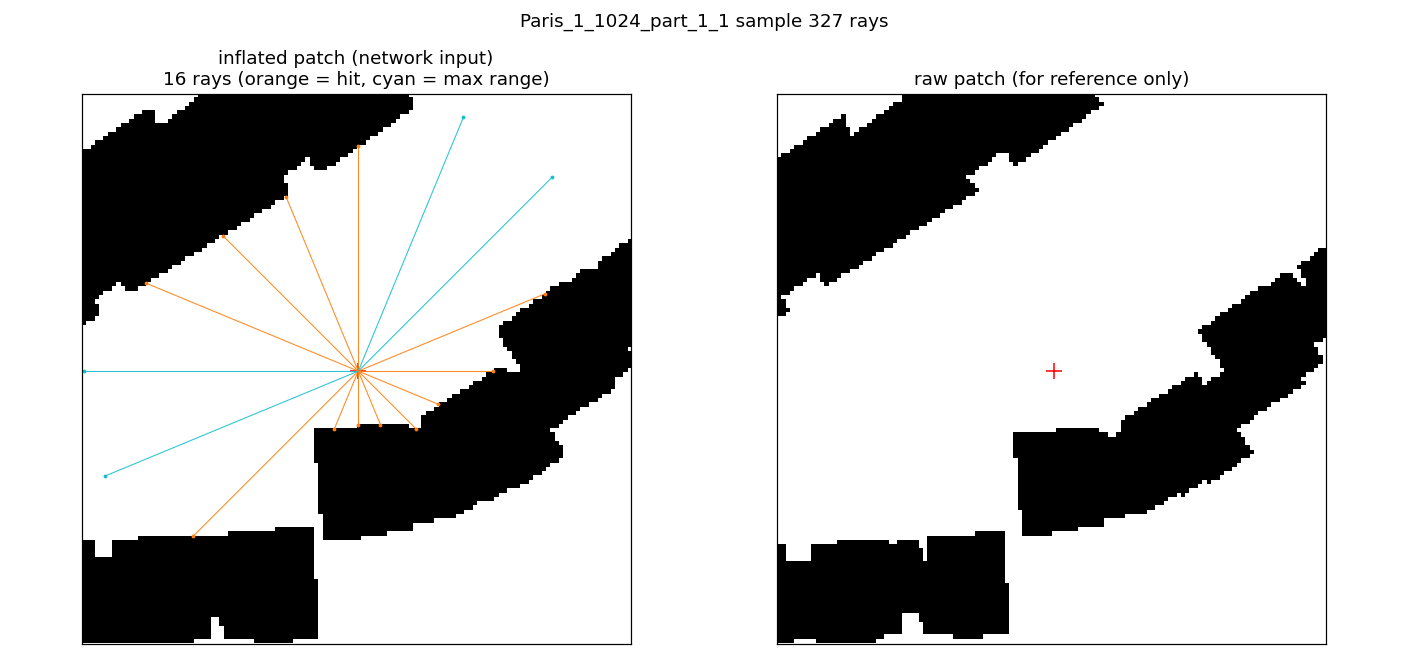 Paris_1_1024_part_1_1 sample 327 rays
inflated patch (network input)
16 rays (orange = hit, cyan = max range)
raw patch (for reference only)